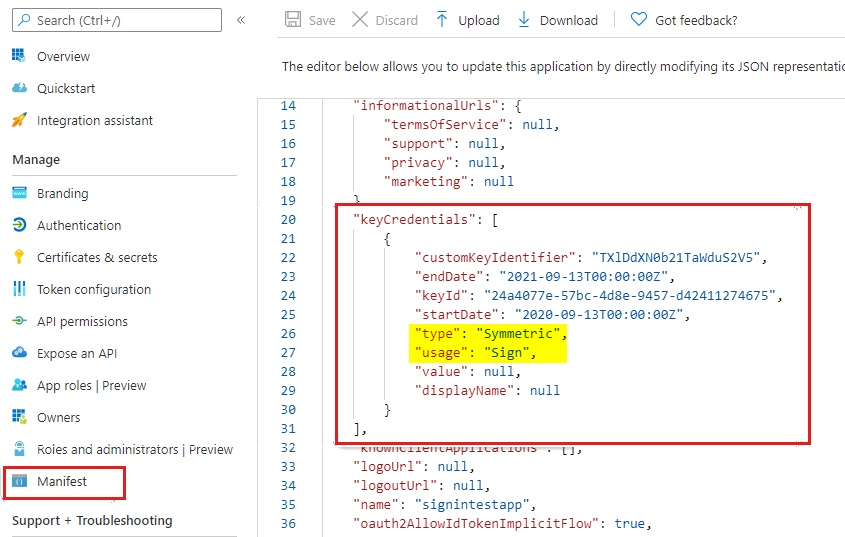 Search (Ctrl+/)
«
Save
Discard
Upload
Download
Got feedback?
Overview
Quickstart
Integration assistant
Manage
Branding
Authentication
Certificates & secrets
Token configuration
API permissions
Expose an API
App roles | Preview
Owners
Roles and administrators | Preview
Manifest
Support + Troubleshooting
The editor below allows you to update this application by directly modifying its JSON
14 "informationalUrls": {
15 "termsOfService": null,
16 "support": null,
17 "privacy": null,
18 "marketing": null
19 }
20 "keyCredentials": [
21 {
22 "customKeyIdentifier": "TXlDdXN0b21TaWduS2V5",
23 "endDate": "2021-09-13T00:00:00Z",
24 "keyId": "24a4077e-57bc-4d8e-9457-d42411274675",
25 "startDate": "2020-09-13T00:00:00Z",
26 "type": "Symmetric",
27 "usage": "Sign",
28 "value": null,
29 "displayName": null
30 }
31 ],
32 "knownClientApplications": [],
33 "logoUrl": null,
34 "logoutUrl": null,
35 "name": "signintestapp",
36 "oauth2AllowIdTokenImplicitFlow": true,